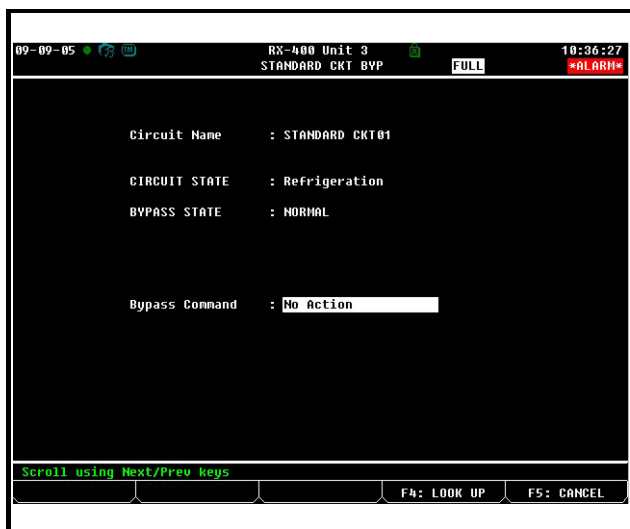 09-09-05 RX-400 Unit 3 10:36:27
STANDARD CKT BYP FULL *ALARM*
Circuit Name : STANDARD CKT01
CIRCUIT STATE : Refrigeration
BYPASS STATE : NORMAL
Bypass Command : No Action
Scroll using Next/Prev keys
F4: LOOK UP F5: CANCEL